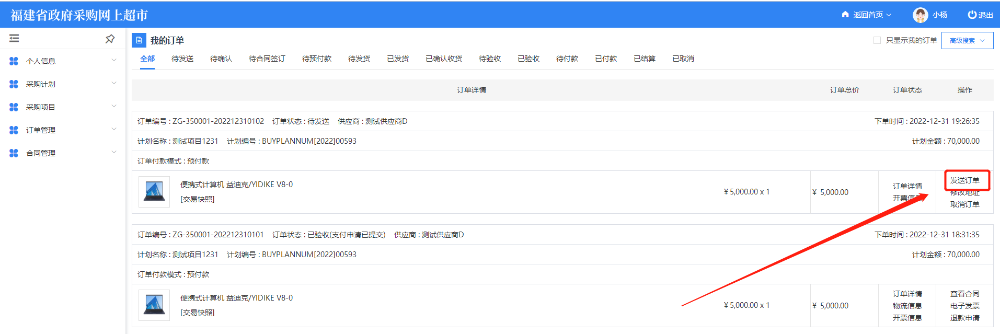 福建省政府采购网上超市 返回首页 小杨 退出
我的订单 只显示我的订单 高级搜索
个人信息
采购计划
采购项目
订单管理
合同管理
全部 待发送 待确认 待合同签订 待预付款 待发货 已发货 已确认收货 待验收 已验收 待付款 已付款 已结算 已取消
订单详情 订单总价 订单状态 操作
订单编号 : ZG-350001-202212310102 订单状态 : 待发送 供应商 : 测试供应商D 下单时间 : 2022-12-31 19:26:35
计划名称 : 测试项目1231 计划编号 : BUYPLANNUM[2022]00593 计划金额 : 70,000.00
订单付款模式 : 预付款
便携式计算机 益迪克/YIDIKE V8-0
[交易快照]
¥ 5,000.00 x 1
¥ 5,000.00
订单详情
开票信息
发送订单
修改地址
取消订单
订单编号 : ZG-350001-202212310101 订单状态 : 已验收(支付申请已提交) 供应商 : 测试供应商D 下单时间 : 2022-12-31 18:31:35
计划名称 : 测试项目1231 计划编号 : BUYPLANNUM[2022]00593 计划金额 : 70,000.00
订单付款模式 : 预付款
便携式计算机 益迪克/YIDIKE V8-0
[交易快照]
¥ 5,000.00 x 1
¥ 5,000.00
订单详情
物流信息
开票信息
查看合同
电子发票
退款申请